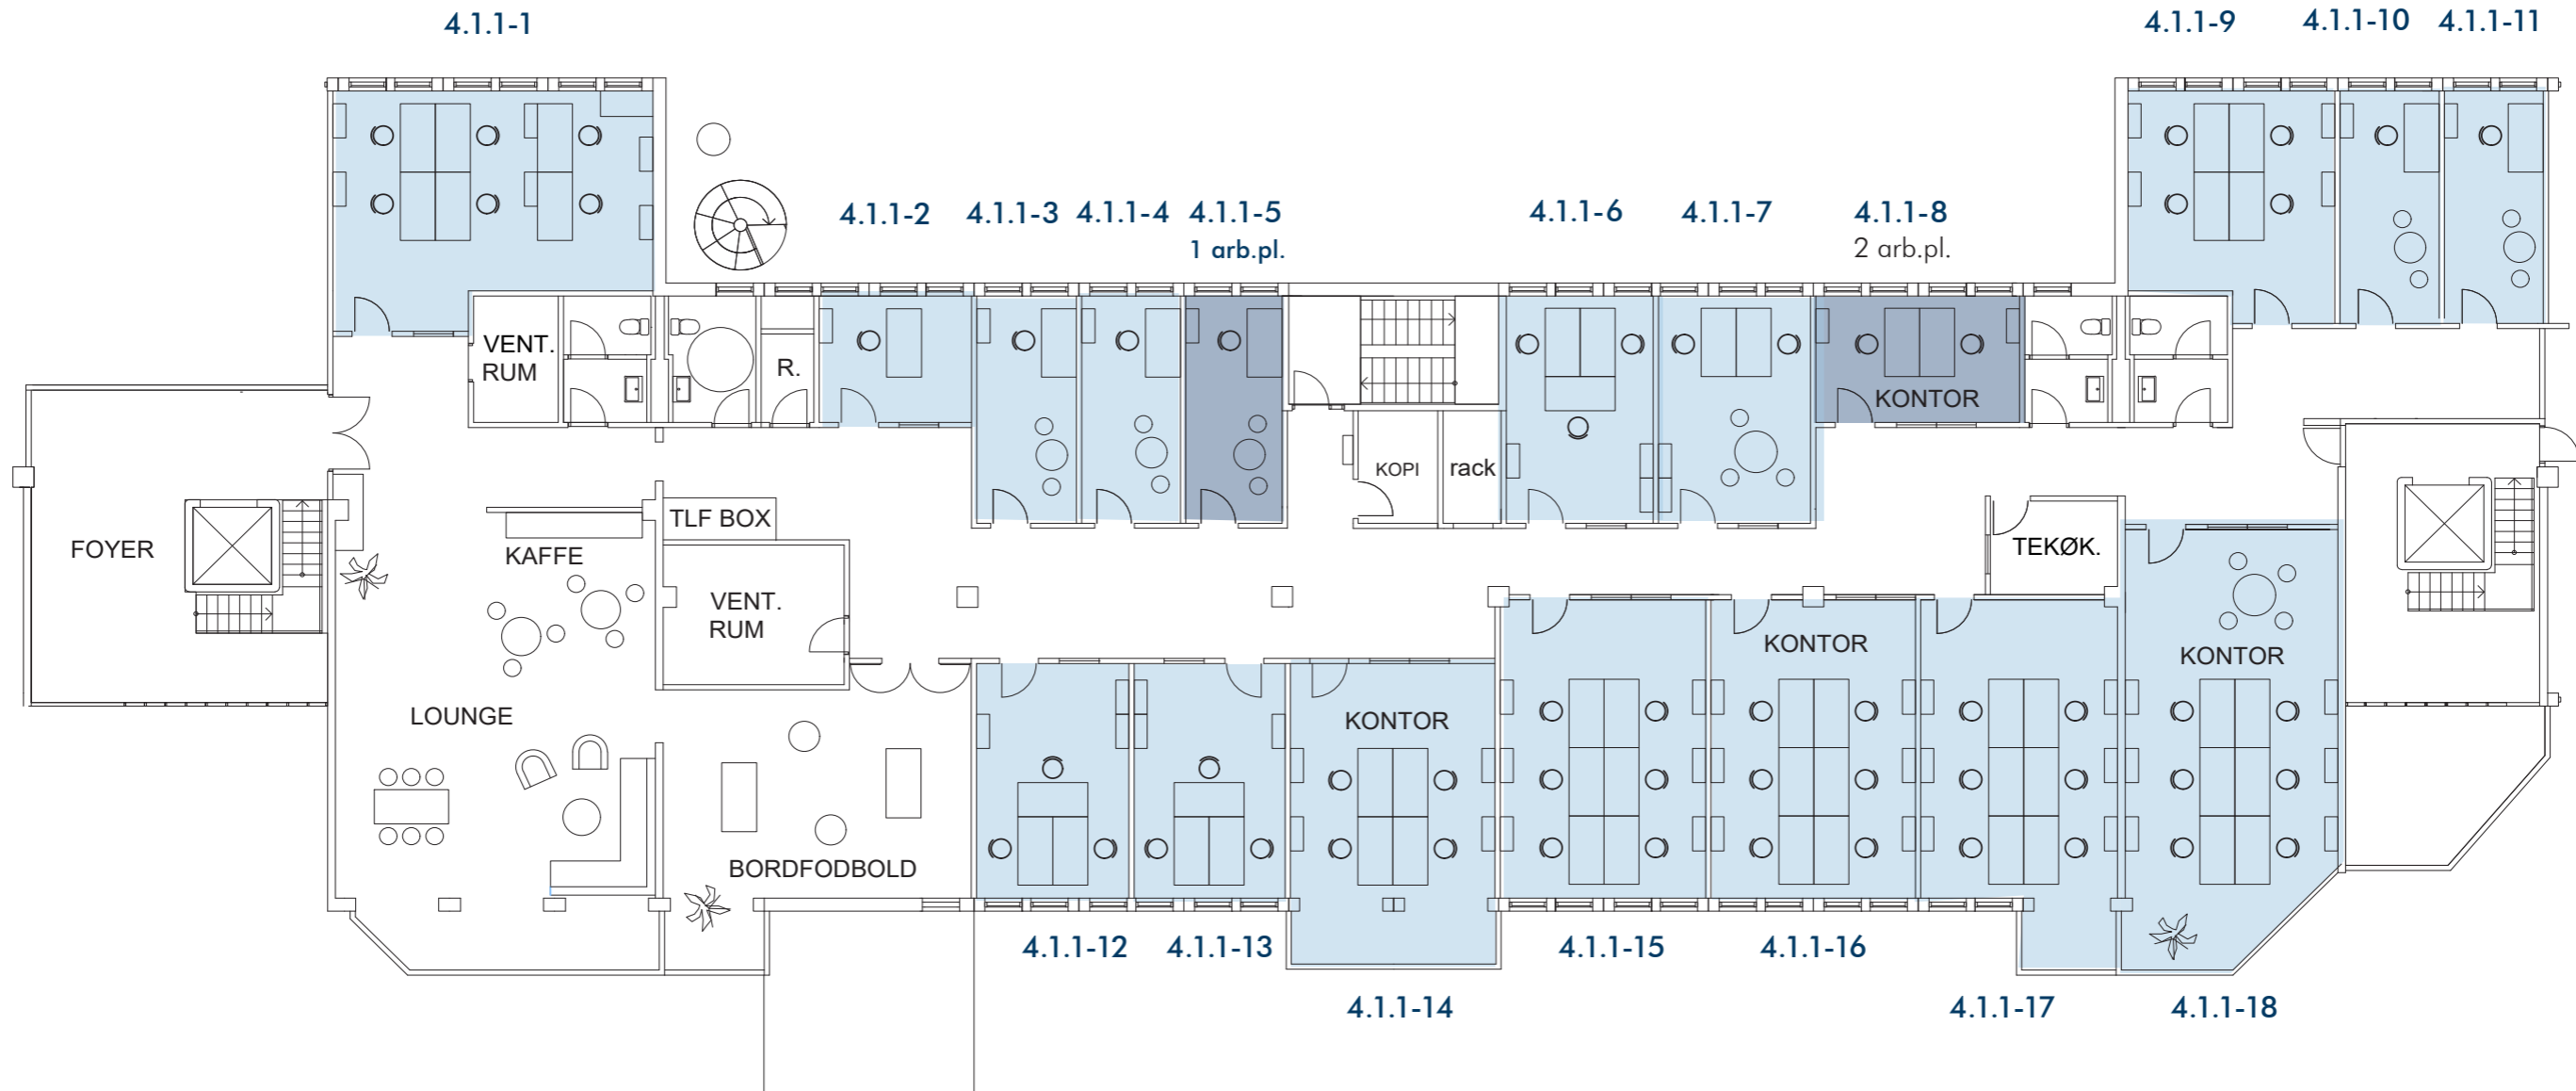 4.1.1-1
4.1.1-9
4.1.1-10
4.1.1-11
4.1.1-2
4.1.1-3
4.1.1-4
4.1.1-5
1 arb.pl.
4.1.1-6
4.1.1-7
4.1.1-8
2 arb.pl.
VENT.
RUM
R.
KONTOR
KOPI
rack
TLF BOX
FOYER
KAFFE
TEKØK.
VENT.
RUM
KONTOR
KONTOR
LOUNGE
KONTOR
BORDFODBOLD
4.1.1-12
4.1.1-13
4.1.1-15
4.1.1-16
4.1.1-14
4.1.1-17
4.1.1-18